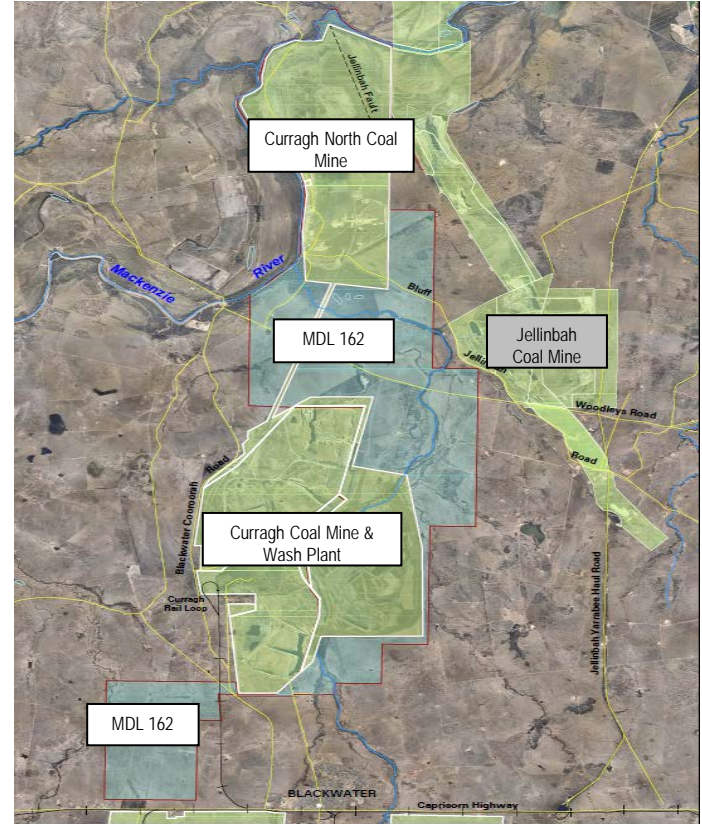 Jellinbah Fault
Curragh North Coal
Mine
Mackenzie
River
Bluff
MDL 162
Jellinbah
Coal Mine
Jellinbah
Woodleys Road
Road
Blackwater Cooroorah
Road
Curragh Coal Mine &
Wash Plant
Curragh
Rail Loop
Jellinbah Yarrabee Haul Road
MDL 162
BLACKWATER
Capricorn Highway